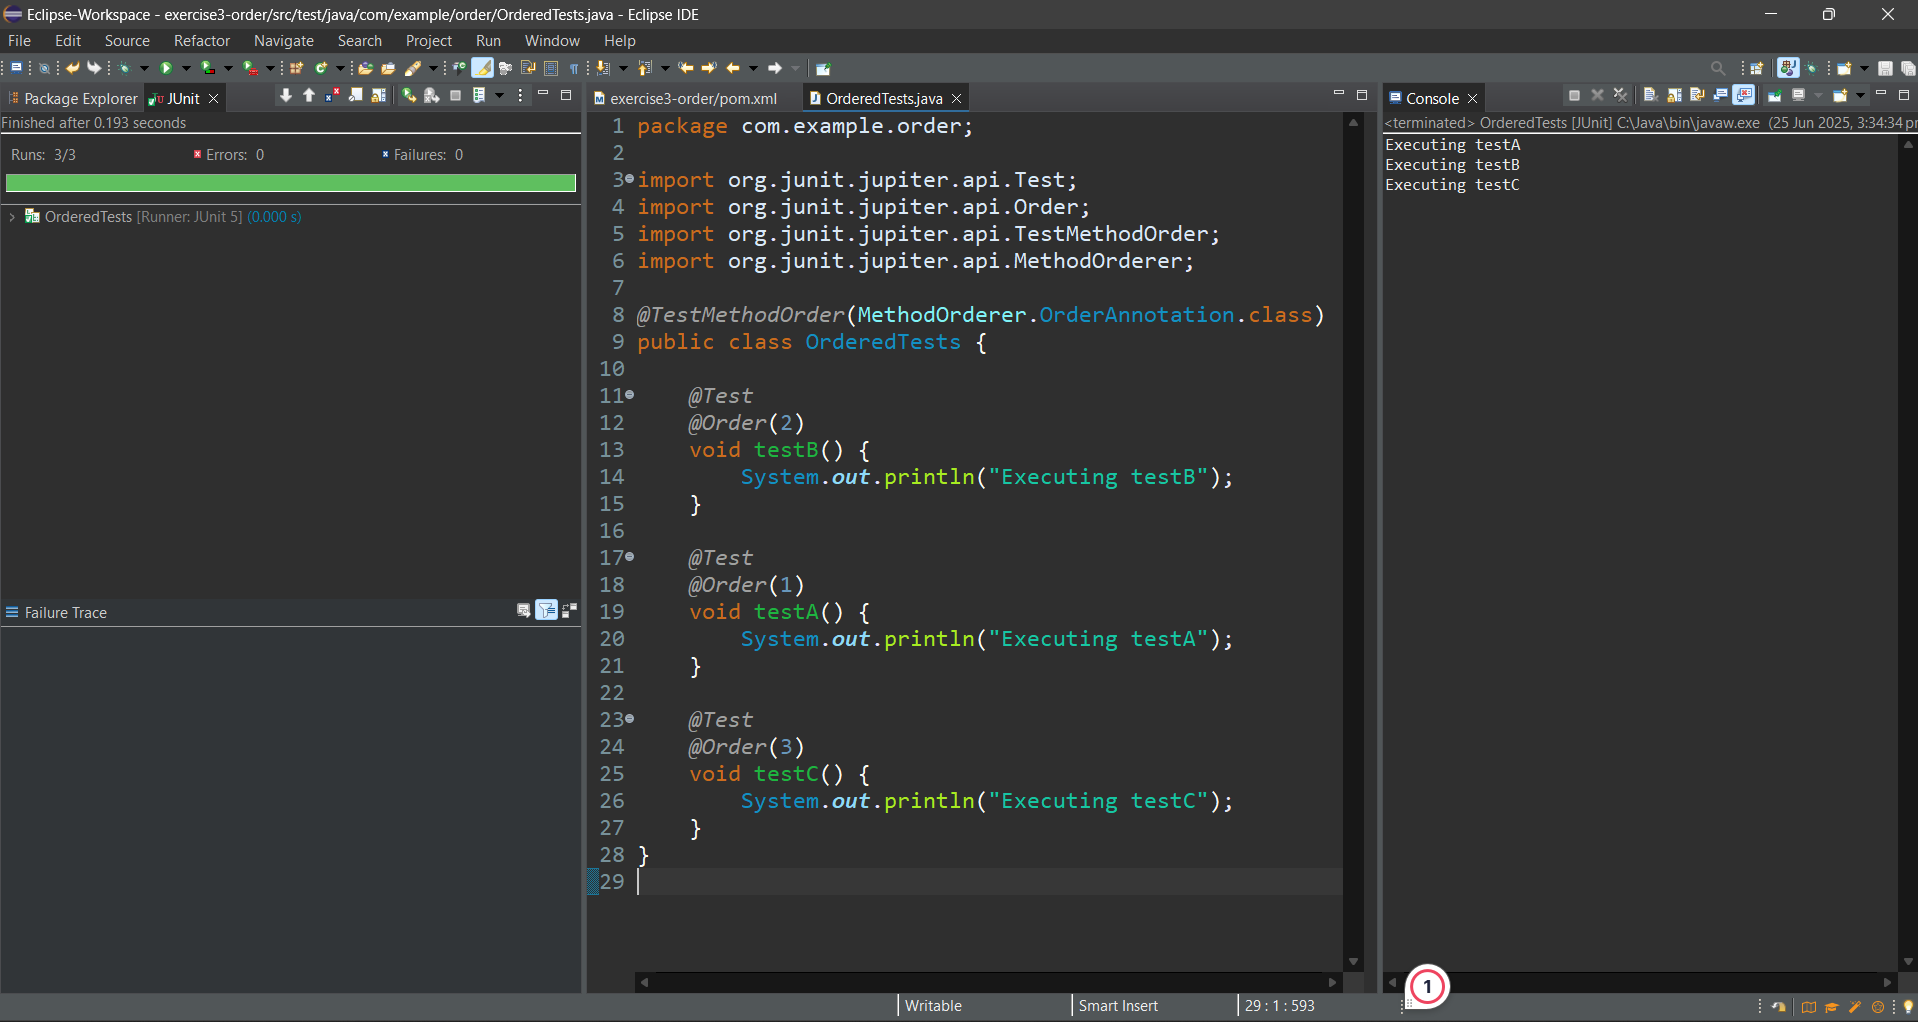 Eclipse-Workspace - exercise3-order/src/test/java/com/example/order/OrderedTests.java - Eclipse IDE
File Edit Source Refactor Navigate Search Project Run Window Help
Package Explorer
JUnit
Finished after 0.193 seconds
Runs: 3/3 Errors: 0 Failures: 0
OrderedTests [Runner: JUnit 5] (0.000 s)
Failure Trace
exercise3-order/pom.xml
OrderedTests.java
1 package com.example.order;
2
3 import org.junit.jupiter.api.Test;
4 import org.junit.jupiter.api.Order;
5 import org.junit.jupiter.api.TestMethodOrder;
6 import org.junit.jupiter.api.MethodOrderer;
7
8 @TestMethodOrder(MethodOrderer.OrderAnnotation.class)
9 public class OrderedTests {
10
11 @Test
12 @Order(2)
13 void testB() {
14 System.out.println("Executing testB");
15 }
16
17 @Test
18 @Order(1)
19 void testA() {
20 System.out.println("Executing testA");
21 }
22
23 @Test
24 @Order(3)
25 void testC() {
26 System.out.println("Executing testC");
27 }
28 }
29
Console
<terminated> OrderedTests [JUnit] C:\Java\bin\javaw.exe (25 Jun 2025, 3:34:34 pr
Executing testA
Executing testB
Executing testC
1
Writable
Smart Insert
29 : 1 : 593